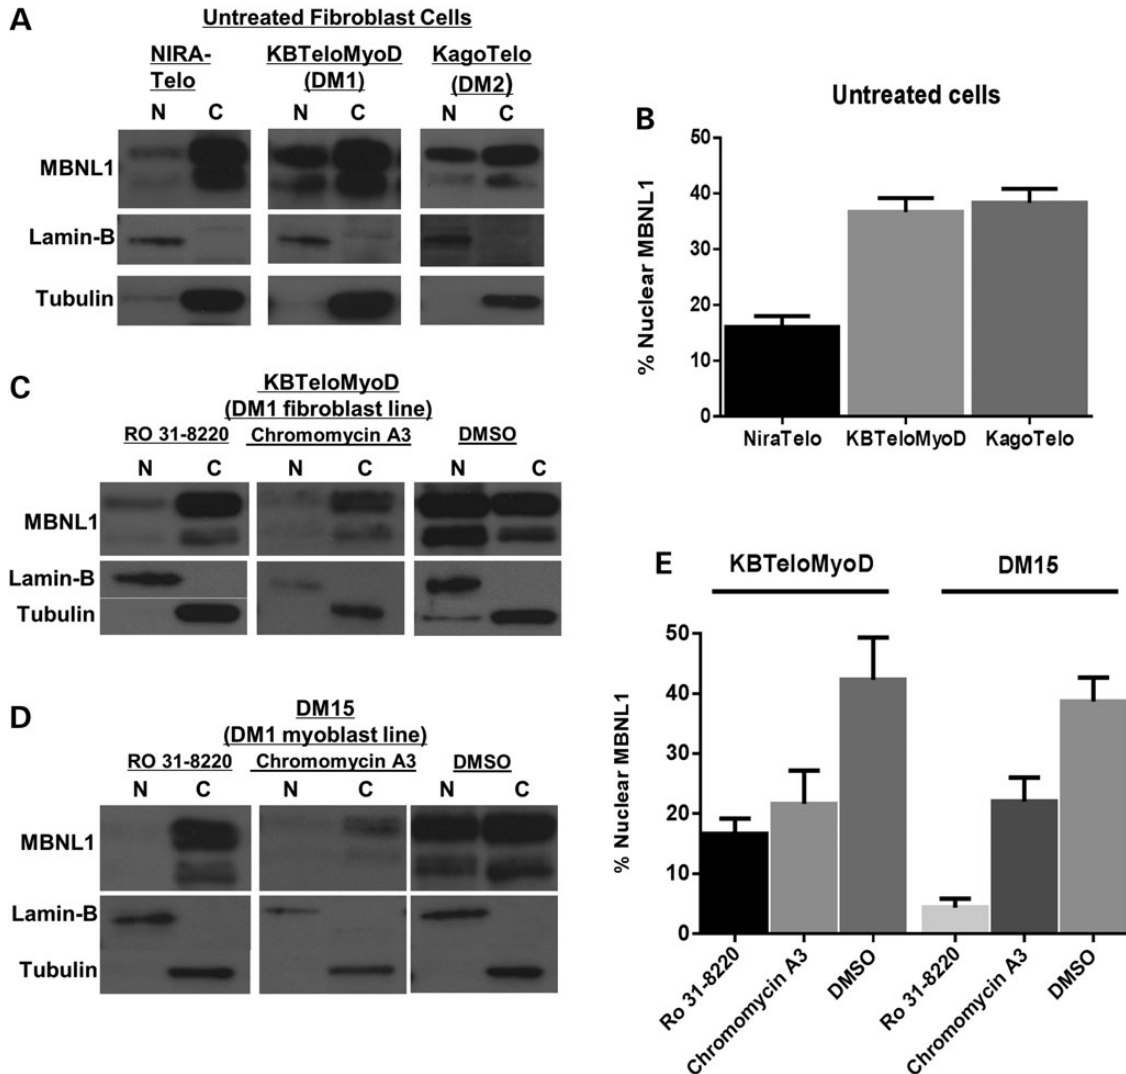 A
Untreated Fibroblast Cells
NIRA-
Telo
KBTeloMyoD
(DM1)
KagoTelo
(DM2)
N C N C N C
MBNL1
Lamin-B
Tubulin
B
Untreated cells
% Nuclear MBNL1
50
40
30
20
10
0
NiraTelo KBTeloMyoD KagoTelo
C
KBTeloMyoD
(DM1 fibroblast line)
RO 31-8220 Chromomycin A3 DMSO
N C N C N C
MBNL1
Lamin-B
Tubulin
D
DM15
(DM1 myoblast line)
RO 31-8220 Chromomycin A3 DMSO
N C N C N C
MBNL1
Lamin-B
Tubulin
E
KBTeloMyoD DM15
% Nuclear MBNL1
50
40
30
20
10
0
Ro 31-8220 Chromomycin A3 DMSO Ro 31-8220 Chromomycin A3 DMSO